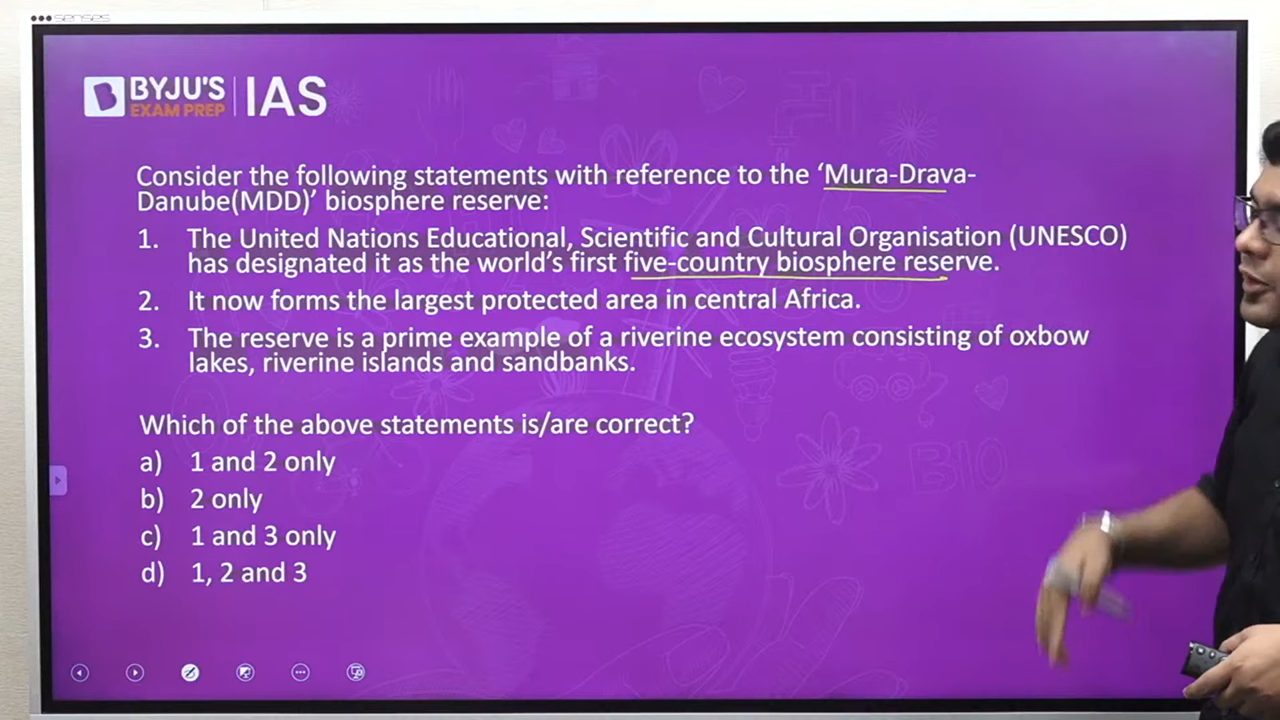 senses
BYJU'S
EXAM PREP
IAS
Consider the following statements with reference to the ‘Mura-Drava-
Danube(MDD)’ biosphere reserve:
1. The United Nations Educational, Scientific and Cultural Organisation (UNESCO)
has designated it as the world’s first five-country biosphere reserve.
2. It now forms the largest protected area in central Africa.
3. The reserve is a prime example of a riverine ecosystem consisting of oxbow
lakes, riverine islands and sandbanks.
Which of the above statements is/are correct?
a) 1 and 2 only
b) 2 only
c) 1 and 3 only
d) 1, 2 and 3
BIO